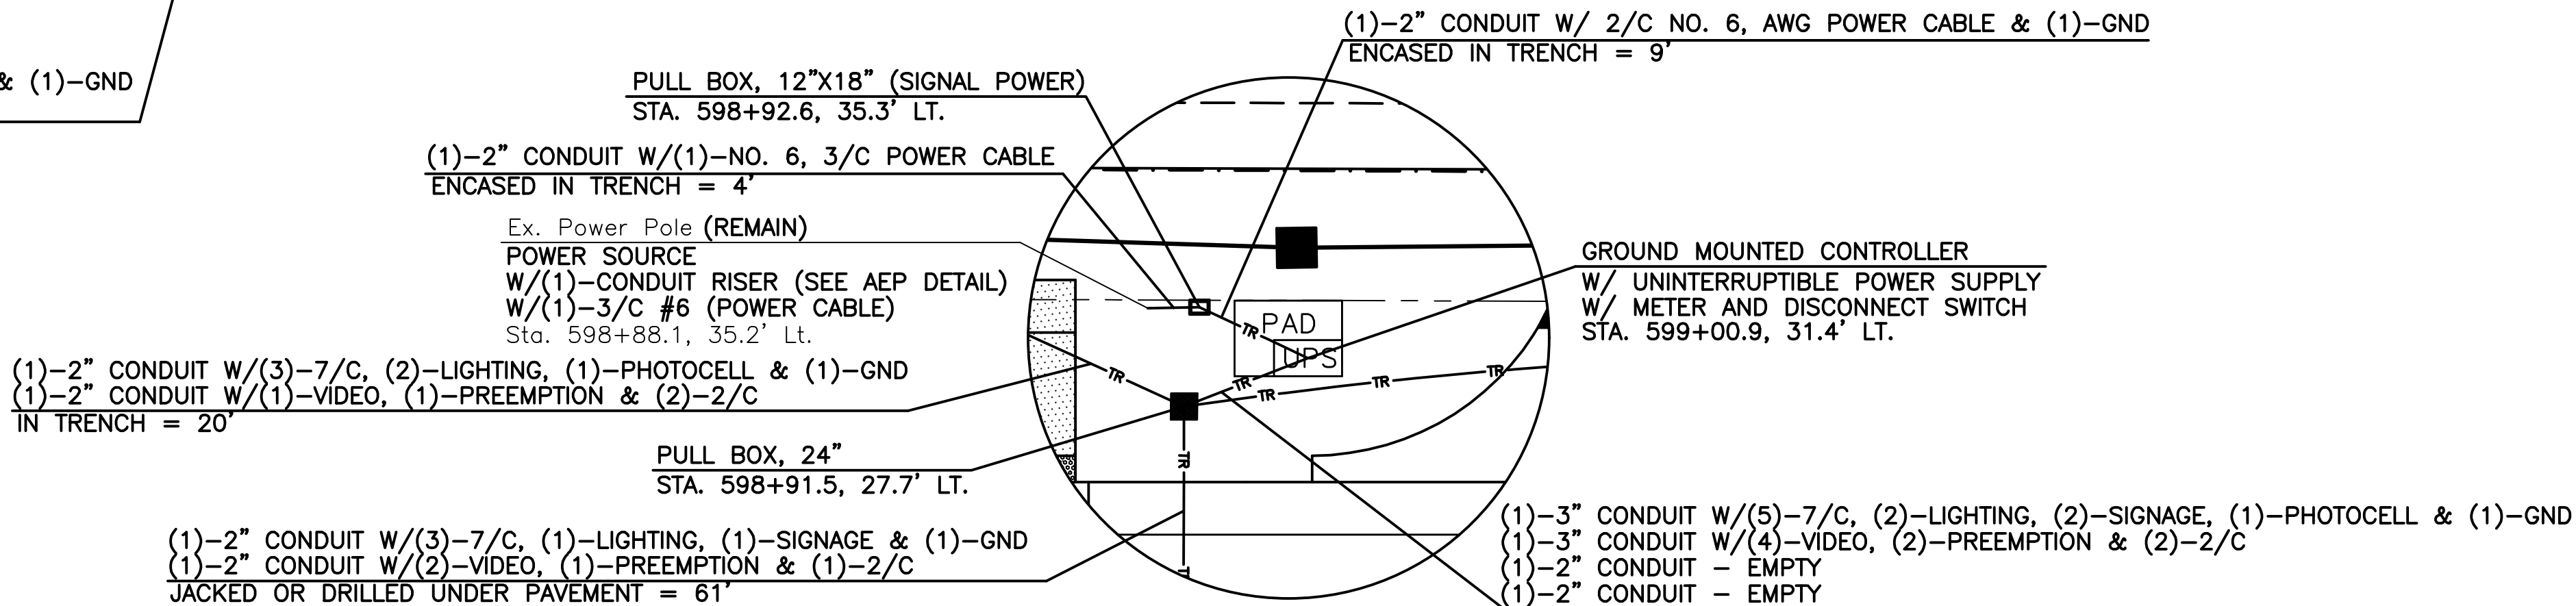 & (1)-GND
(1)-2" CONDUIT W/ 2/C NO. 6, AWG POWER CABLE & (1)-GND
ENCASED IN TRENCH = 9'
PULL BOX, 12"X18" (SIGNAL POWER)
STA. 598+92.6, 35.3' LT.
(1)-2" CONDUIT W/(1)-NO. 6, 3/C POWER CABLE
ENCASED IN TRENCH = 4'
Ex. Power Pole (REMAIN)
POWER SOURCE
W/(1)-CONDUIT RISER (SEE AEP DETAIL)
W/(1)-3/C #6 (POWER CABLE)
Sta. 598+88.1, 35.2' Lt.
GROUND MOUNTED CONTROLLER
W/ UNINTERRUPTIBLE POWER SUPPLY
W/ METER AND DISCONNECT SWITCH
STA. 599+00.9, 31.4' LT.
TR
PAD
UPS
TR
TR
TR
TR
TR
TR
T
(1)-2" CONDUIT W/(3)-7/C, (2)-LIGHTING, (1)-PHOTOCELL & (1)-GND
(1)-2" CONDUIT W/(1)-VIDEO, (1)-PREEMPTION & (2)-2/C
IN TRENCH = 20'
PULL BOX, 24"
STA. 598+91.5, 27.7' LT.
(1)-2" CONDUIT W/(3)-7/C, (1)-LIGHTING, (1)-SIGNAGE & (1)-GND
(1)-2" CONDUIT W/(2)-VIDEO, (1)-PREEMPTION & (1)-2/C
JACKED OR DRILLED UNDER PAVEMENT = 61'
(1)-3" CONDUIT W/(5)-7/C, (2)-LIGHTING, (2)-SIGNAGE, (1)-PHOTOCELL & (1)-GND
(1)-3" CONDUIT W/(4)-VIDEO, (2)-PREEMPTION & (2)-2/C
(1)-2" CONDUIT - EMPTY
(1)-2" CONDUIT - EMPTY